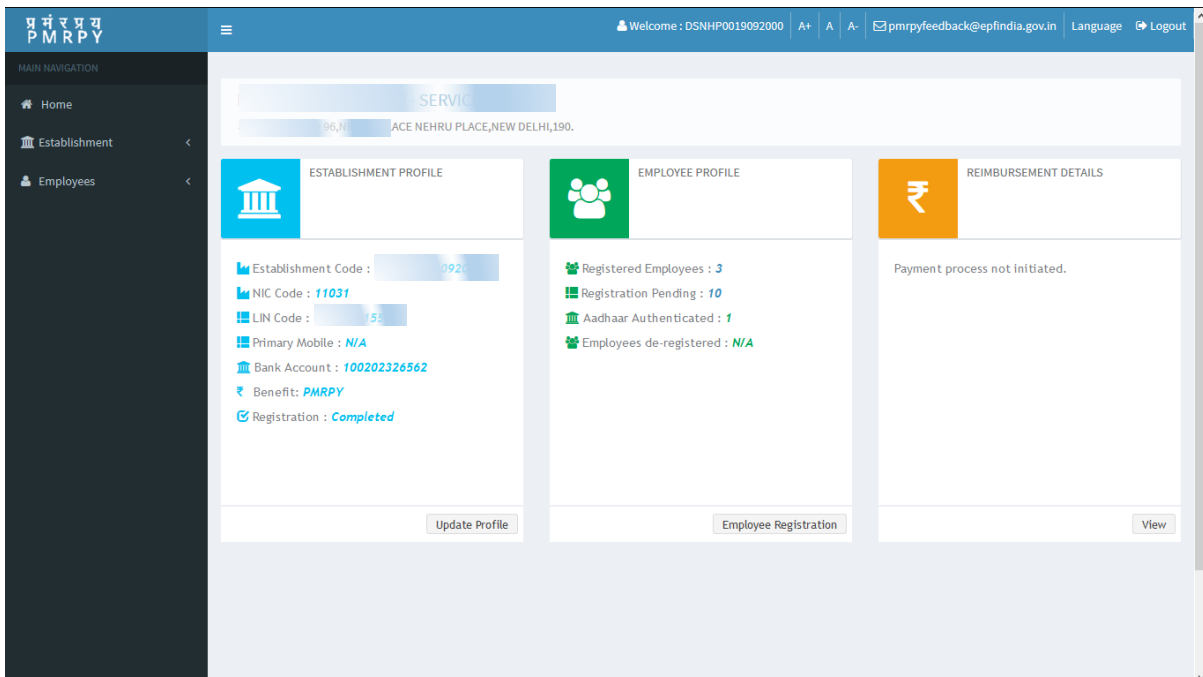 प्र मं र प्र य
PMRPY
Welcome : DSNHP0019092000 A+ A A- pmrpyfeedback@epfindia.gov.in Language Logout
MAIN NAVIGATION
Home
Establishment
Employees
- SERVIC
96,N ACE NEHRU PLACE,NEW DELHI,190.
ESTABLISHMENT PROFILE
Establishment Code : 0920
NIC Code : 11031
LIN Code : 155
Primary Mobile : N/A
Bank Account : 100202326562
₹ Benefit: PMRPY
Registration : Completed
Update Profile
EMPLOYEE PROFILE
Registered Employees : 3
Registration Pending : 10
Aadhaar Authenticated : 1
Employees de-registered : N/A
Employee Registration
₹
REIMBURSEMENT DETAILS
Payment process not initiated.
View